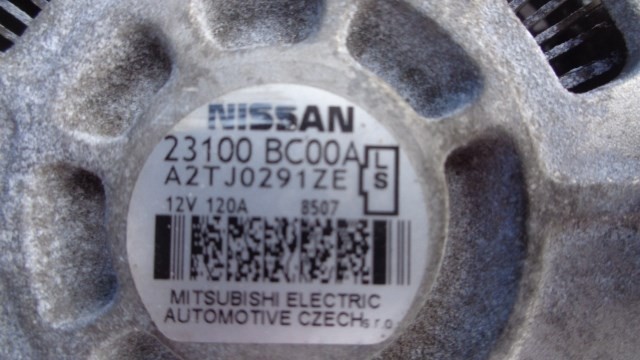 NISSAN
23100 BC00A
A2TJ0291ZE
L
S
12V 120A 8507
MITSUBISHI ELECTRIC
AUTOMOTIVE CZECH s.r.o.